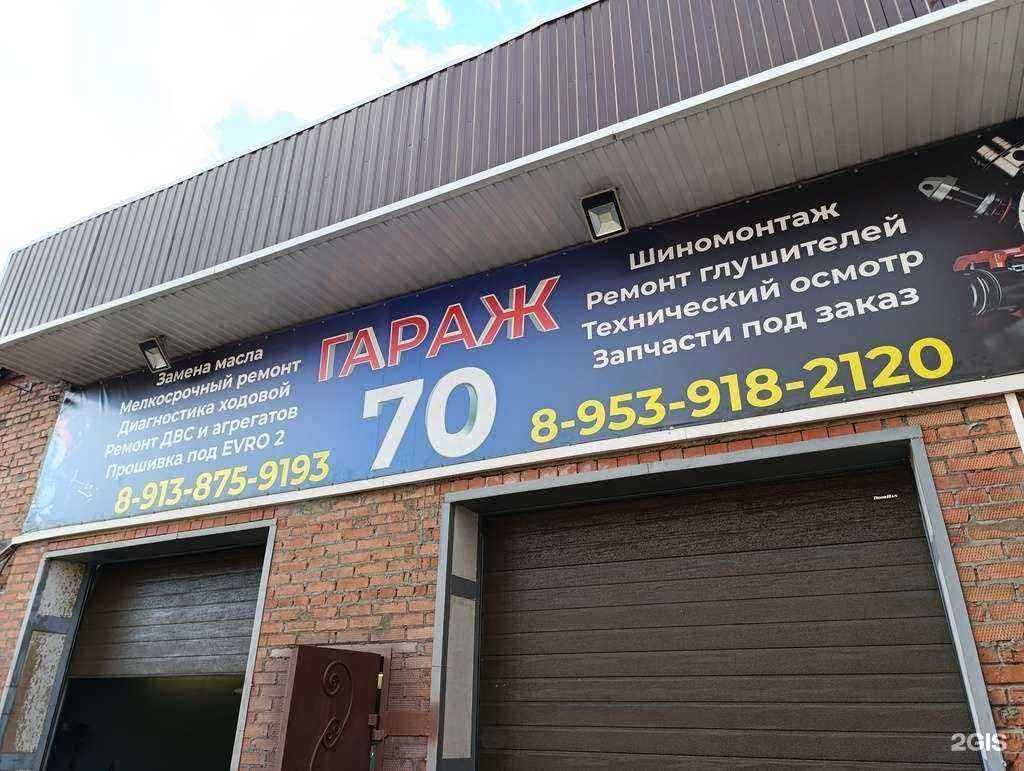 Замена масла
Мелкосрочный ремонт
Диагностика ходовой
Ремонт ДВС и агрегатов
Прошивка под EVRO 2
8-913-875-9193
ГАРАЖ
70
Шиномонтаж
Ремонт глушителей
Технический осмотр
Запчасти под заказ
8-953-918-2120
2GIS